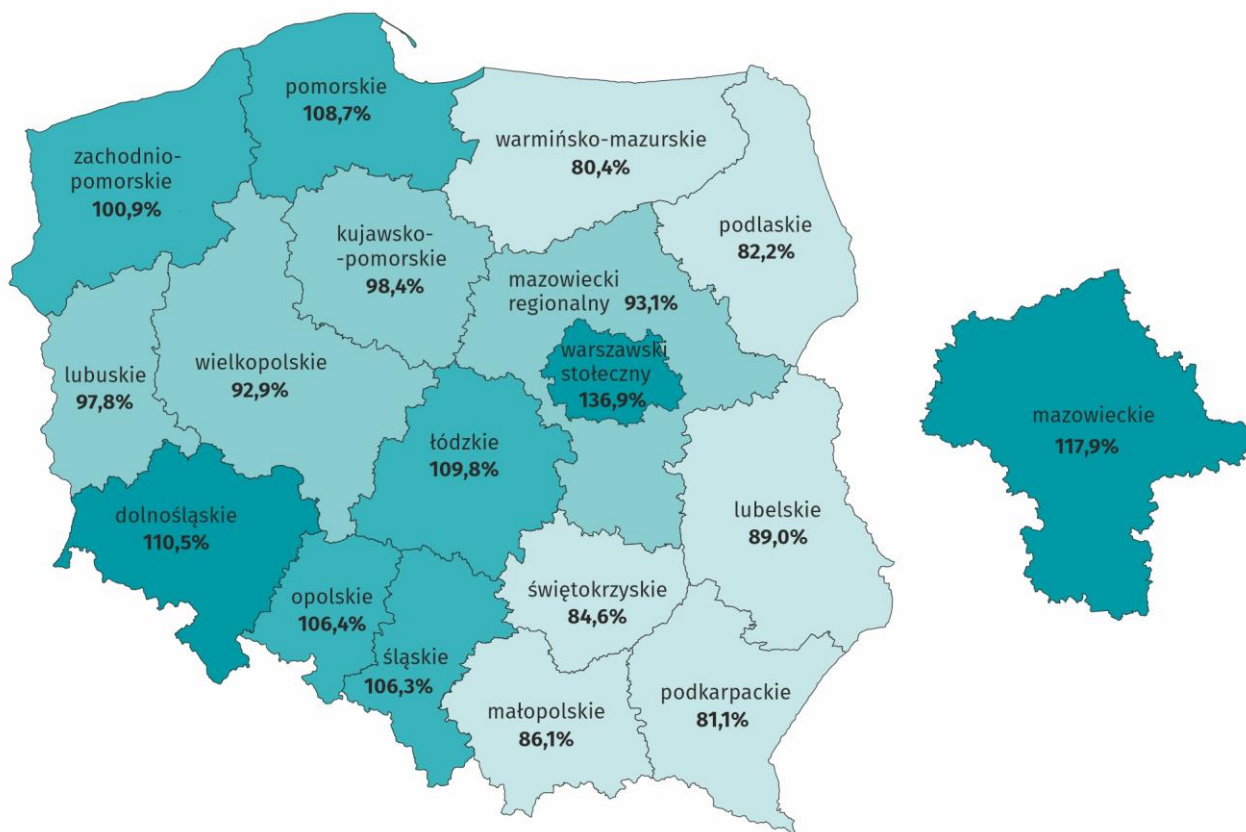 pomorskie
108,7%
warmińsko-mazurskie
80,4%
zachodnio-
pomorskie
100,9%
podlaskie
82,2%
kujawsko-
-pomorskie
98,4%
mazowiecki
regionalny 93,1%
warszawski
stołeczny
136,9%
wielkopolskie
92,9%
lubuskie
97,8%
łódzkie
109,8%
dolnośląskie
110,5%
lubelskie
89,0%
opolskie
106,4%
świętokrzyskie
84,6%
śląskie
106,3%
małopolskie
86,1%
podkarpackie
81,1%
mazowieckie
117,9%